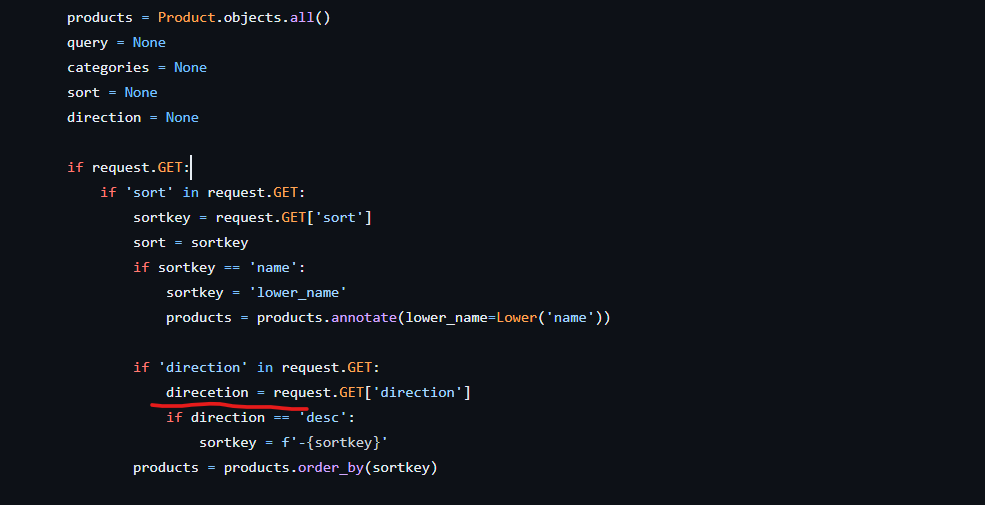 products = Product.objects.all()
query = None
categories = None
sort = None
direction = None
if request.GET:
if 'sort' in request.GET:
sortkey = request.GET['sort']
sort = sortkey
if sortkey == 'name':
sortkey = 'lower_name'
products = products.annotate(lower_name=Lower('name'))
if 'direction' in request.GET:
direcetion = request.GET['direction']
if direction == 'desc':
sortkey = f'-{sortkey}'
products = products.order_by(sortkey)